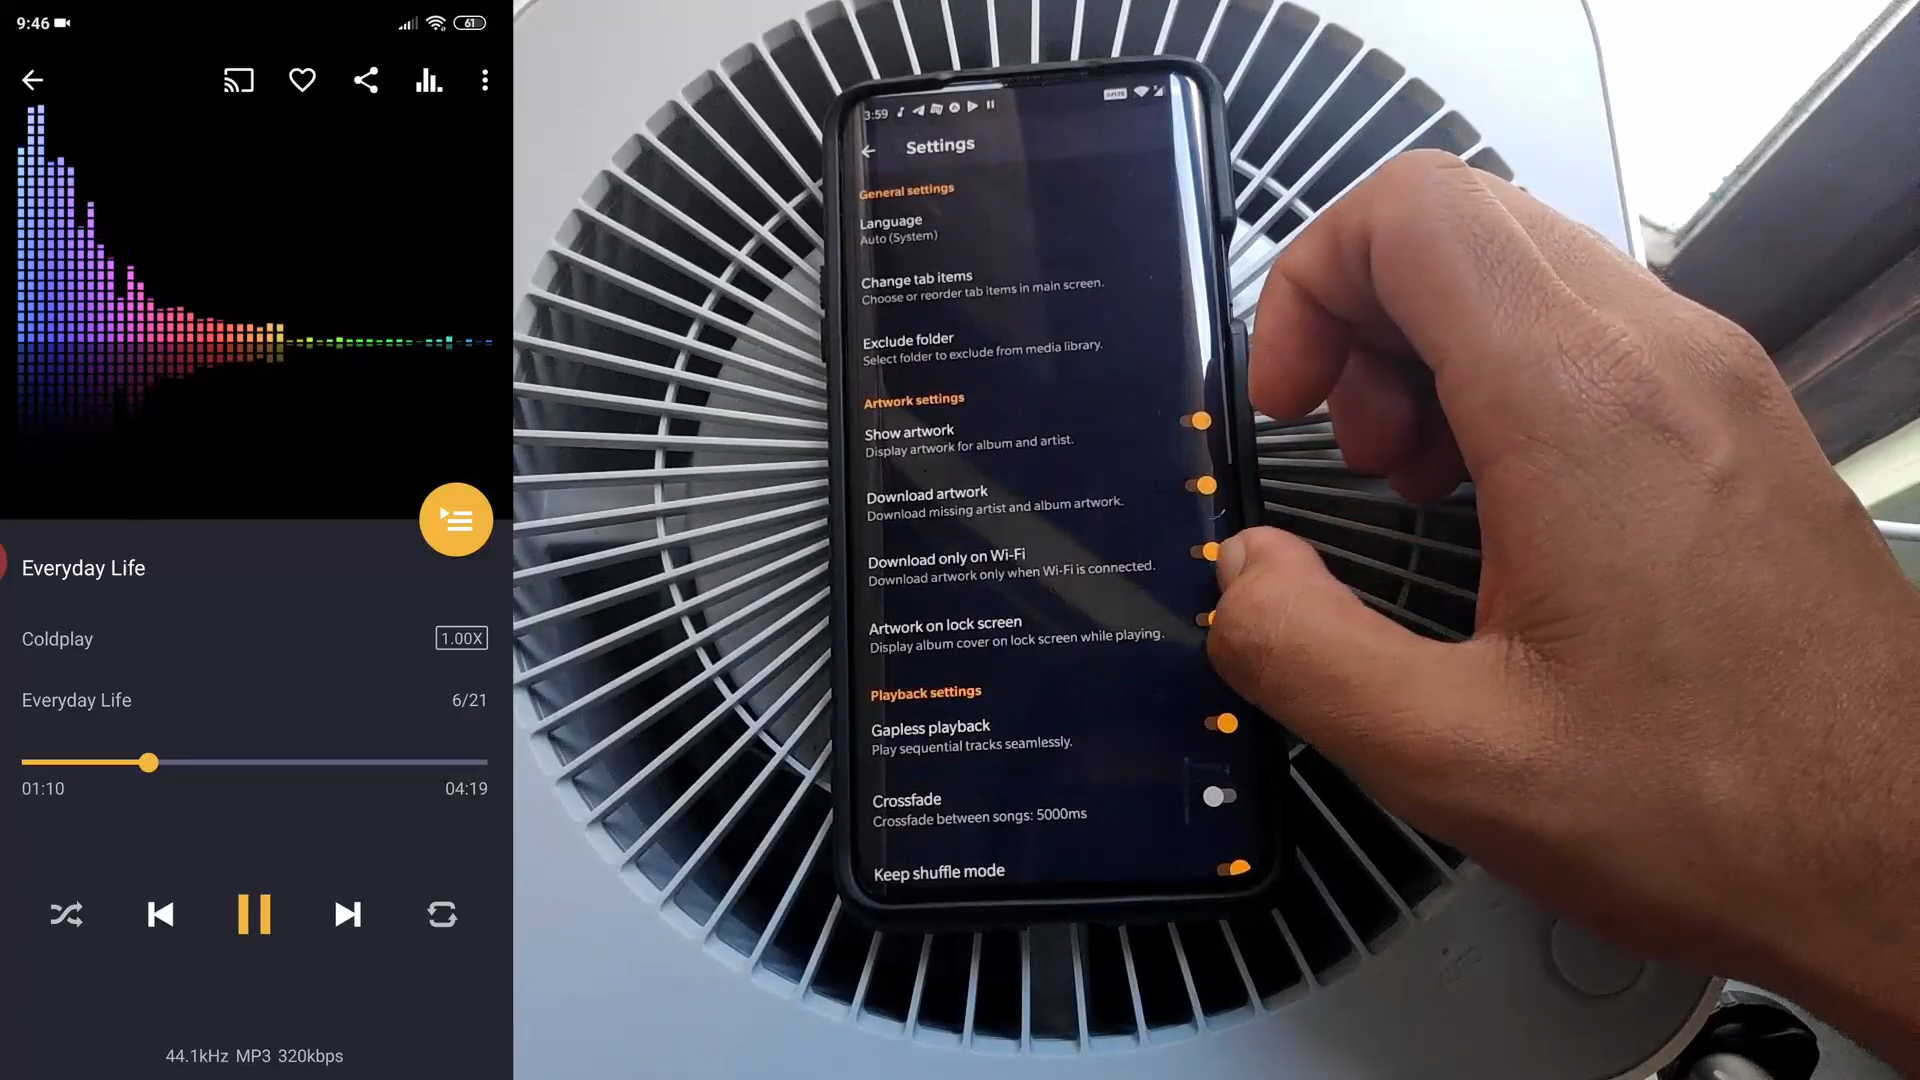 9:46
61
Everyday Life
Coldplay
1.00X
Everyday Life
6/21
01:10
04:19
44.1kHz MP3 320kbps
3:59
Settings
General settings
Language
Auto (System)
Change tab items
Choose or reorder tab items in main screen.
Exclude folder
Select folder to exclude from media library.
Artwork settings
Show artwork
Display artwork for album and artist.
Download artwork
Download missing artist and album artwork.
Download only on Wi-Fi
Download artwork only when Wi-Fi is connected.
Artwork on lock screen
Display album cover on lock screen while playing.
Playback settings
Gapless playback
Play sequential tracks seamlessly.
Crossfade
Crossfade between songs: 5000ms
Keep shuffle mode